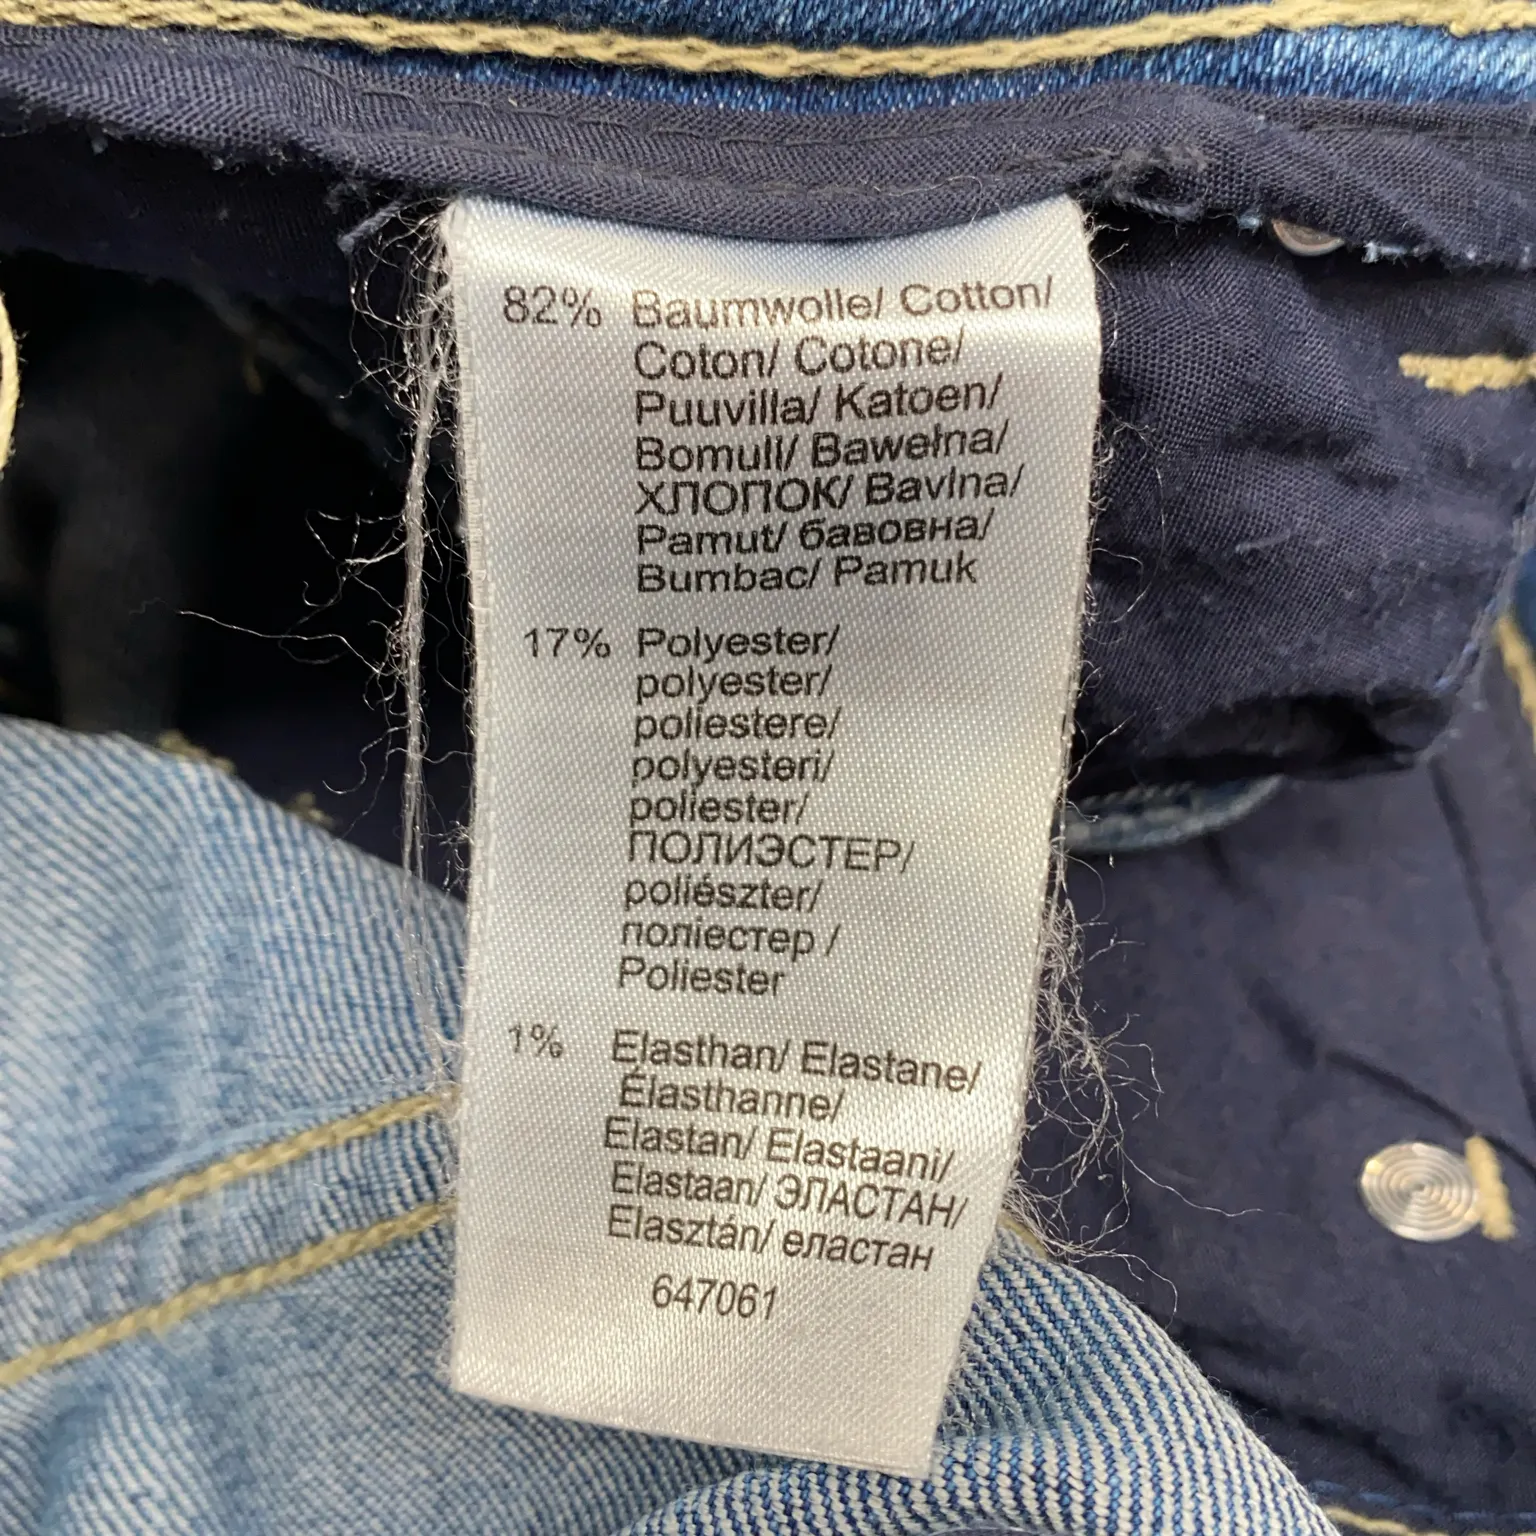 82% Baumwolle/ Cotton/
Coton/ Cotone/
Puuvilla/ Katoen/
Bomull/ Bawełna/
ХЛОПОК/ Bavlna/
Pamut/ бавовна/
Bumbac/ Pamuk
17% Polyester/
polyester/
poliestere/
polyesteri/
poliester/
ПОЛИЭСТЕР/
poliészter/
поліестер /
Poliester
1% Elasthan/ Elastane/
Élasthanne/
Elastan/ Elastaani/
Elastaan/ ЭЛАСТАН/
Elasztán/ еластан
647061